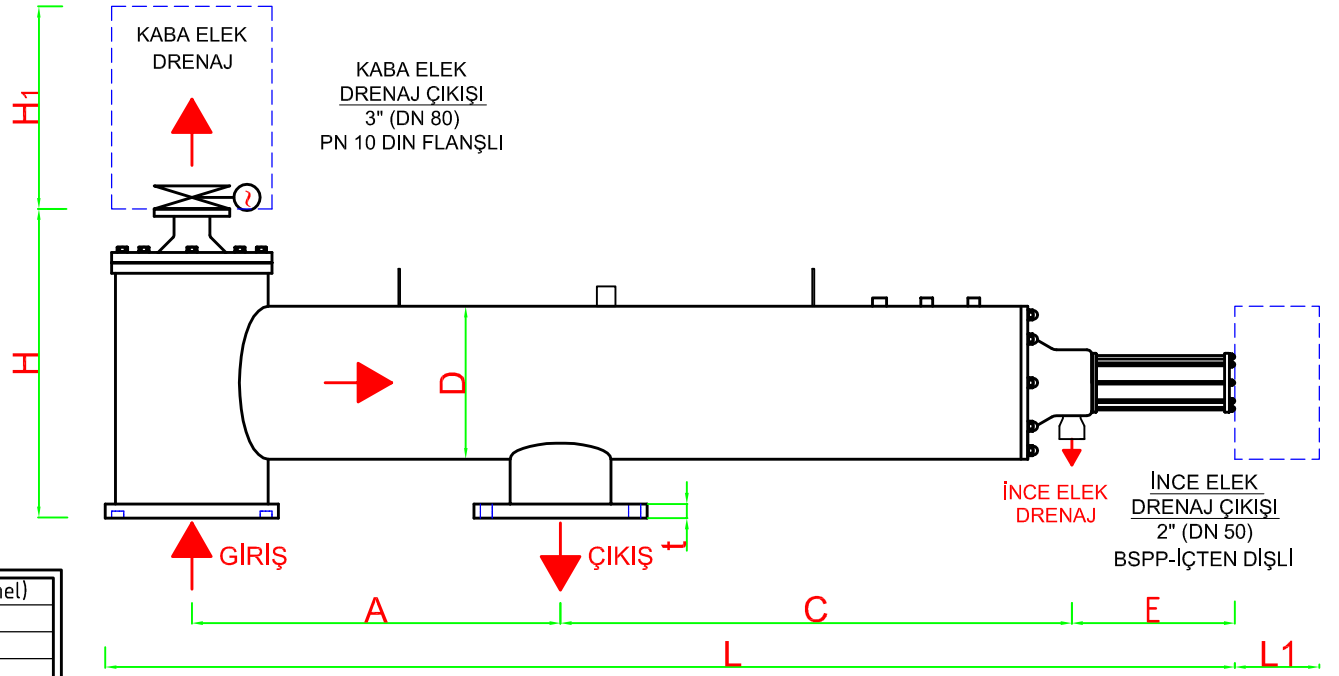 KABA ELEK
DRENAJ
H1
KABA ELEK
DRENAJ ÇIKIŞI
3" (DN 80)
PN 10 DIN FLANŞLI
~
H
D
İNCE ELEK
DRENAJ
İNCE ELEK
DRENAJ ÇIKIŞI
2" (DN 50)
BSPP-İÇTEN DİŞLİ
GİRİŞ
ÇIKIŞ
t
A
C
E
L
L1